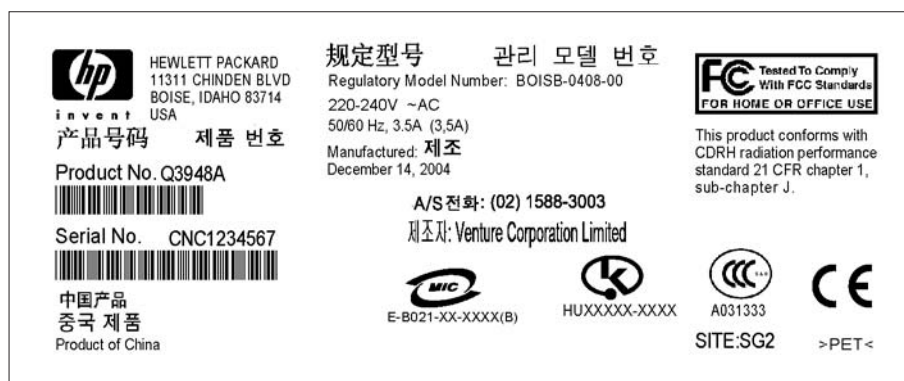 hp
invent
HEWLETT PACKARD
11311 CHINDEN BLVD
BOISE, IDAHO 83714
USA
产品号码 제품 번호
Product No. Q3948A
Serial No. CNC1234567
中国产品
중국 제품
Product of China
规定型号 관리 모델 번호
Regulatory Model Number: BOISB-0408-00
220-240V ~AC
50/60 Hz, 3.5A (3,5A)
Manufactured: 제조
December 14, 2004
A/S전화: (02) 1588-3003
제조자: Venture Corporation Limited
MIC
E-B021-XX-XXXX(B)
HUXXXXX-XXXX
FC Tested To Comply
With FCC Standards
FOR HOME OR OFFICE USE
This product conforms with
CDRH radiation performance
standard 21 CFR chapter 1,
sub-chapter J.
CCC
A031333
CE
SITE:SG2
>PET<